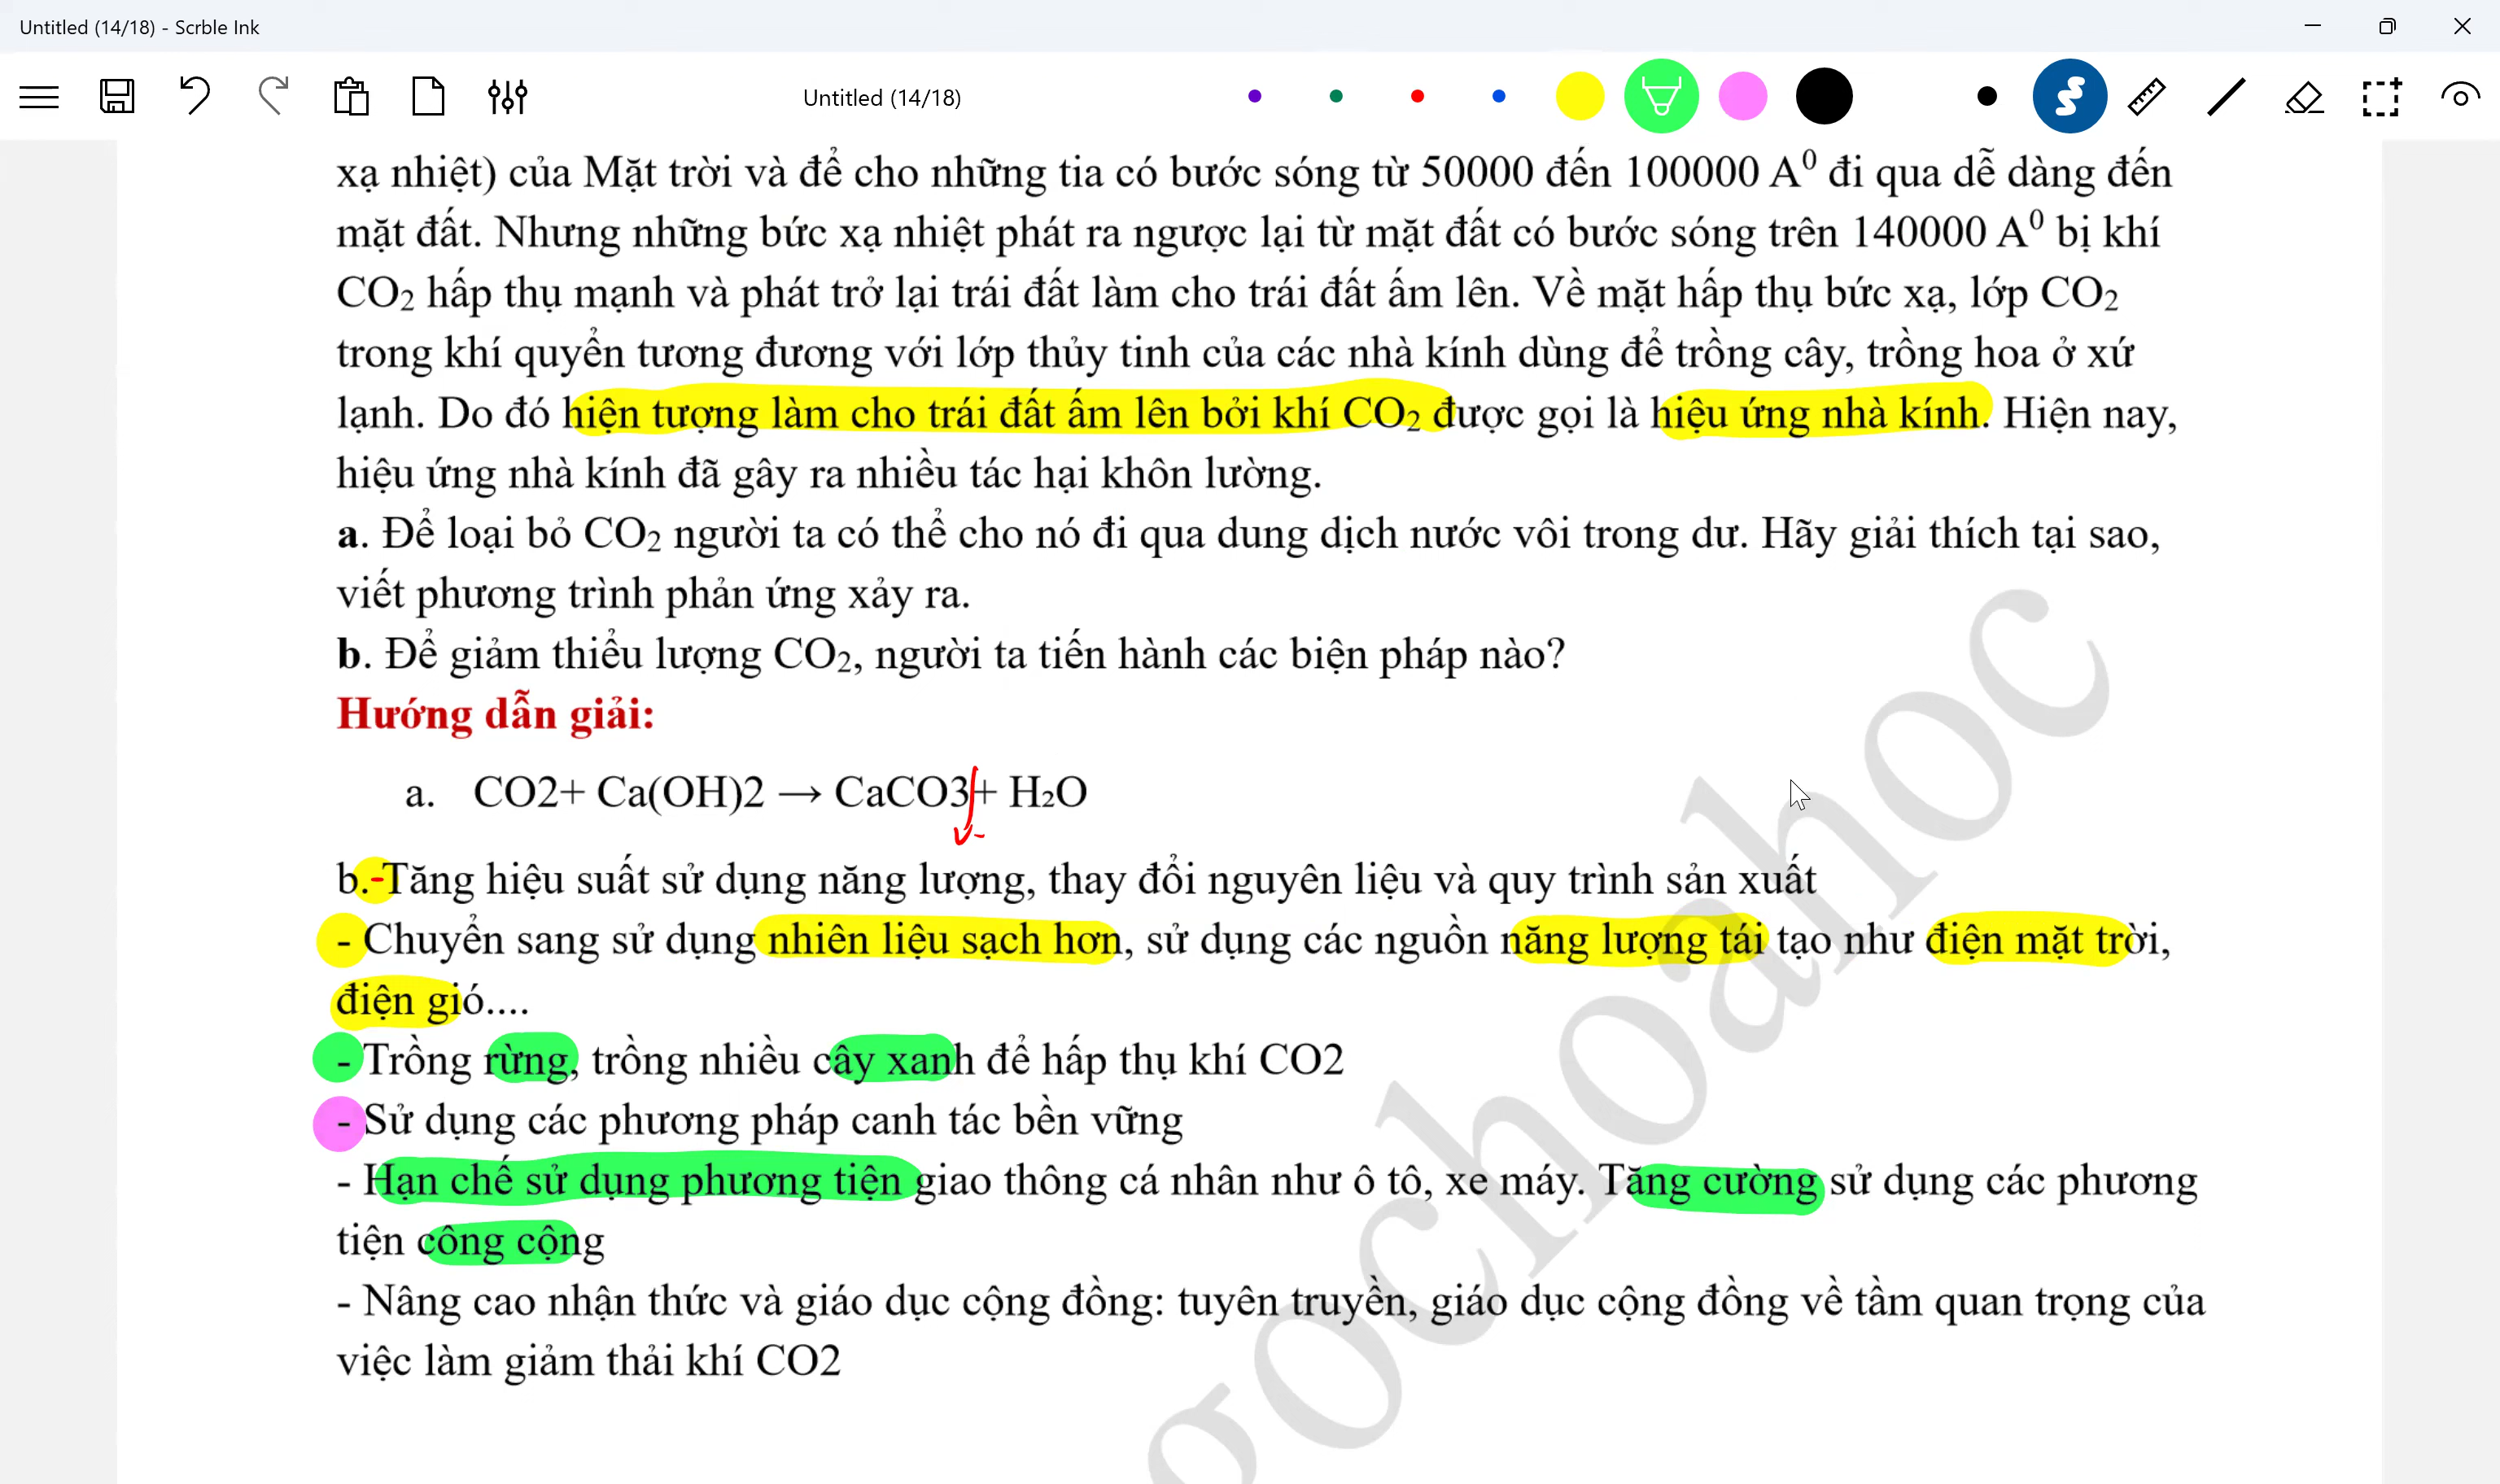 Untitled (14/18) - Scrble Ink
Untitled (14/18)
xạ nhiệt) của Mặt trời và để cho những tia có bước sóng từ 50000 đến 100000 A⁰ đi qua dễ dàng đến
mặt đất. Nhưng những bức xạ nhiệt phát ra ngược lại từ mặt đất có bước sóng trên 140000 A⁰ bị khí
CO₂ hấp thụ mạnh và phát trở lại trái đất làm cho trái đất ấm lên. Về mặt hấp thụ bức xạ, lớp CO₂
trong khí quyển tương đương với lớp thủy tinh của các nhà kính dùng để trồng cây, trồng hoa ở xứ
lạnh. Do đó hiện tượng làm cho trái đất ấm lên bởi khí CO₂ được gọi là hiệu ứng nhà kính. Hiện nay,
hiệu ứng nhà kính đã gây ra nhiều tác hại khôn lường.
a. Để loại bỏ CO₂ người ta có thể cho nó đi qua dung dịch nước vôi trong dư. Hãy giải thích tại sao,
viết phương trình phản ứng xảy ra.
b. Để giảm thiểu lượng CO₂, người ta tiến hành các biện pháp nào?
Hướng dẫn giải:
a. CO2+ Ca(OH)2 → CaCO3↓+ H₂O
b.-Tăng hiệu suất sử dụng năng lượng, thay đổi nguyên liệu và quy trình sản xuất
- Chuyển sang sử dụng nhiên liệu sạch hơn, sử dụng các nguồn năng lượng tái tạo như điện mặt trời,
điện gió....
- Trồng rừng, trồng nhiều cây xanh để hấp thụ khí CO2
- Sử dụng các phương pháp canh tác bền vững
- Hạn chế sử dụng phương tiện giao thông cá nhân như ô tô, xe máy. Tăng cường sử dụng các phương
tiện công cộng
- Nâng cao nhận thức và giáo dục cộng đồng: tuyên truyền, giáo dục cộng đồng về tầm quan trọng của
việc làm giảm thải khí CO2
gochoahoc